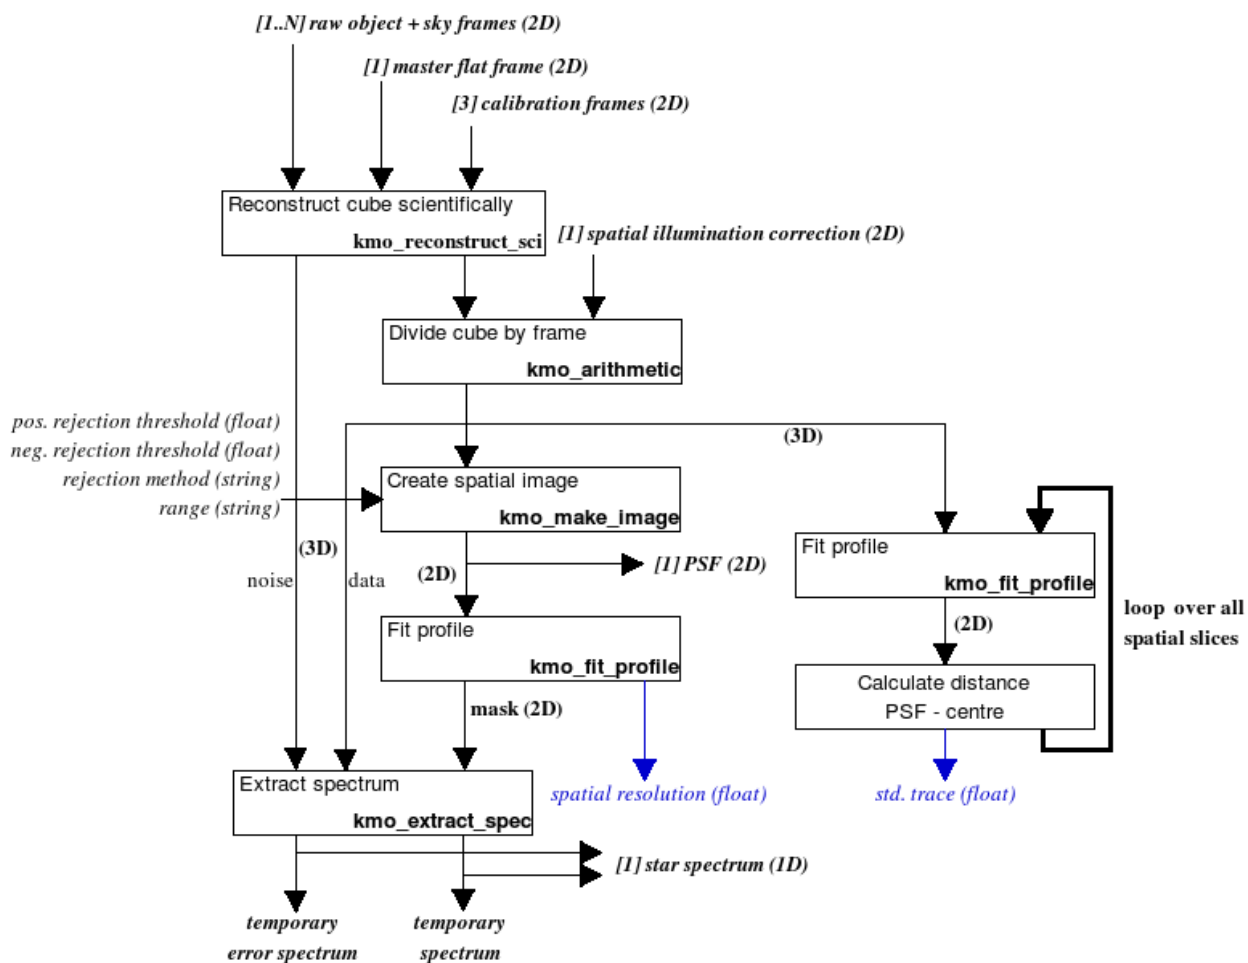 [1..N] raw object + sky frames (2D)
[1] master flat frame (2D)
[3] calibration frames (2D)
Reconstruct cube scientifically
kmo_reconstruct_sci
[1] spatial illumination correction (2D)
Divide cube by frame
kmo_arithmetic
pos. rejection threshold (float)
neg. rejection threshold (float)
rejection method (string)
range (string)
(3D)
Create spatial image
kmo_make_image
(3D)
noise
data
(2D)
[1] PSF (2D)
Fit profile
kmo_fit_profile
(2D)
loop over all
spatial slices
Fit profile
kmo_fit_profile
Calculate distance
PSF - centre
mask (2D)
Extract spectrum
kmo_extract_spec
spatial resolution (float)
std. trace (float)
[1] star spectrum (1D)
temporary
error spectrum
temporary
spectrum